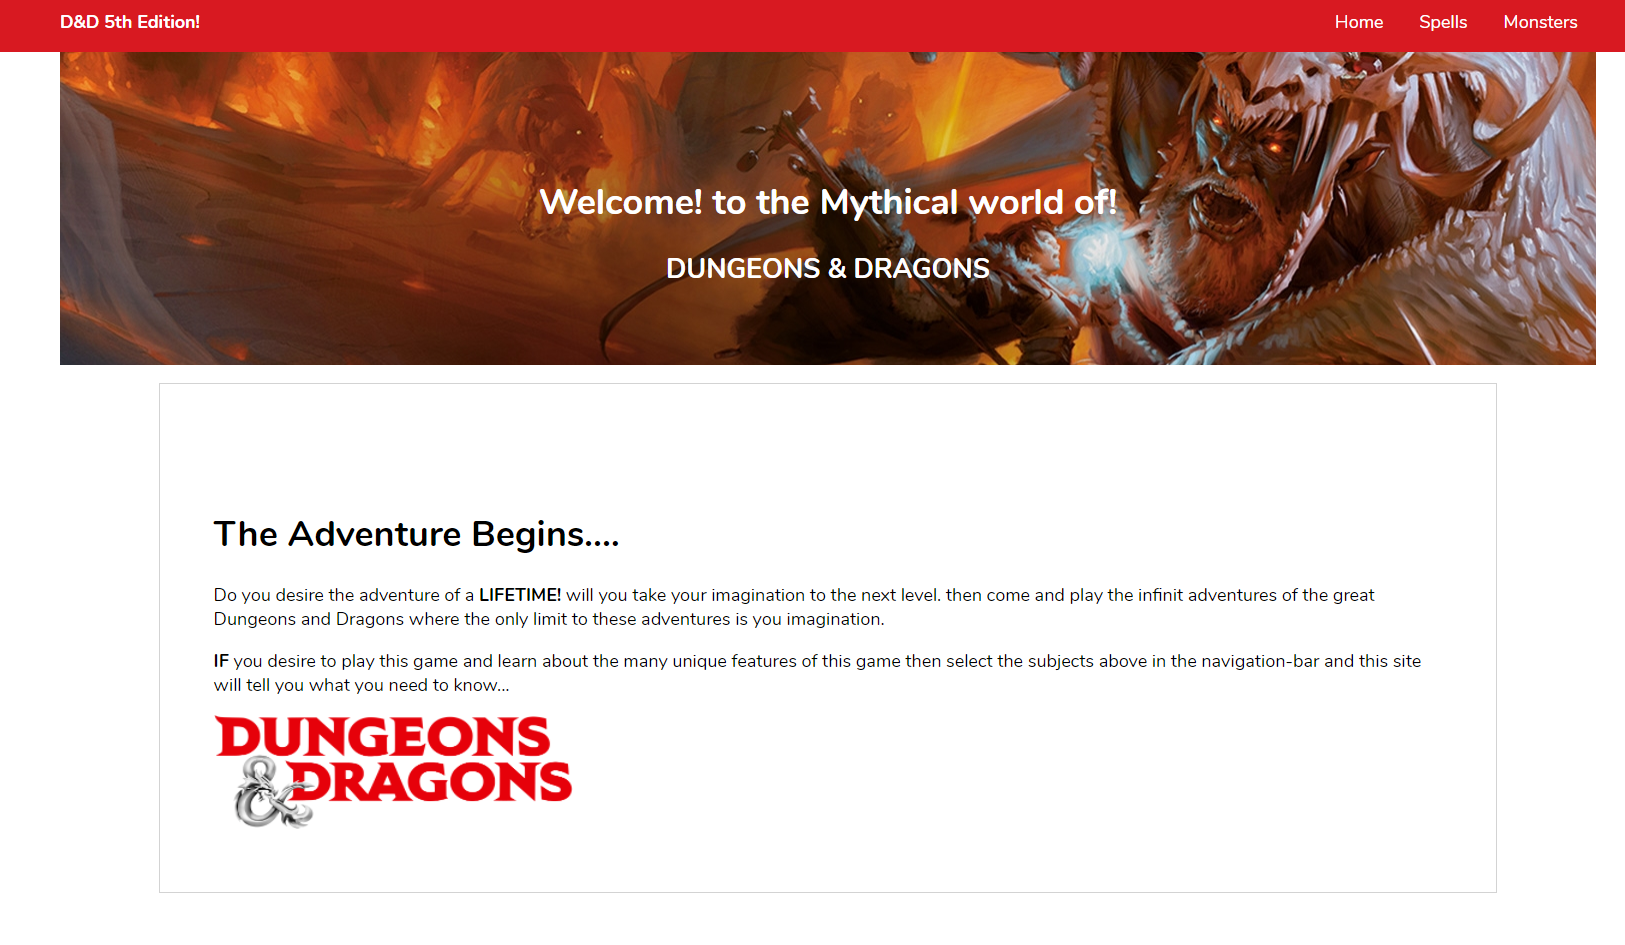 D&D 5th Edition!
Home Spells Monsters
Welcome! to the Mythical world of!
DUNGEONS & DRAGONS
The Adventure Begins....
Do you desire the adventure of a LIFETIME! will you take your imagination to the next level. then come and play the infinit adventures of the great
Dungeons and Dragons where the only limit to these adventures is you imagination.
IF you desire to play this game and learn about the many unique features of this game then select the subjects above in the navigation-bar and this site
will tell you what you need to know...
DUNGEONS
& DRAGONS